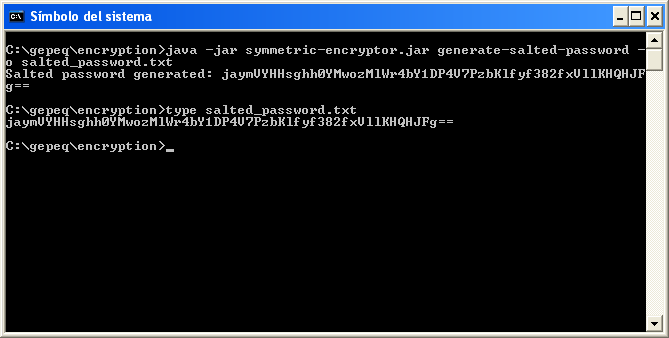 Símbolo del sistema
C:\gepeq\encryption>java -jar symmetric-encryptor.jar generate-salted-password -
o salted_password.txt
Salted password generated: jaymVYHHsghh0YMwozMlWr4bY1DP4V7PzbKlfyf382fxVllKHQHJF
g==
C:\gepeq\encryption>type salted_password.txt
jaymVYHHsghh0YMwozMlWr4bY1DP4V7PzbKlfyf382fxVllKHQHJFg==
C:\gepeq\encryption>_